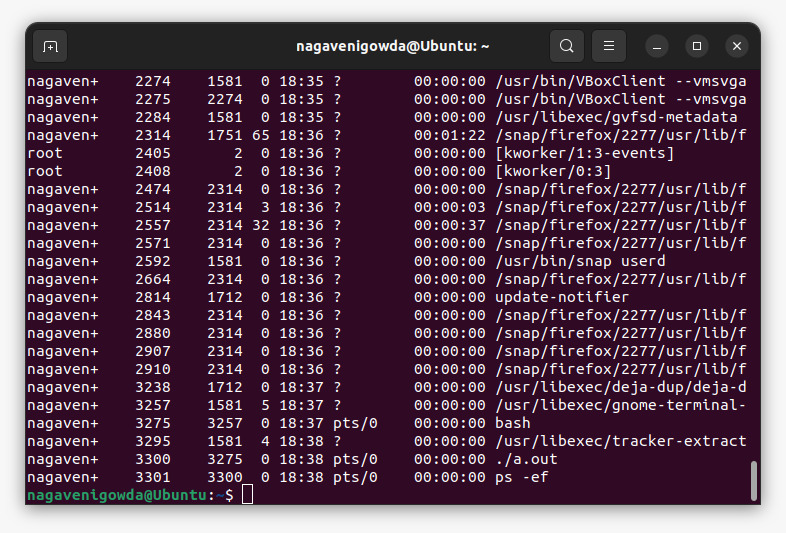 nagavenigowda@Ubuntu: ~
nagaven+    2274    1581  0 18:35 ?        00:00:00 /usr/bin/VBoxClient --vmsvga
nagaven+    2275    2274  0 18:35 ?        00:00:00 /usr/bin/VBoxClient --vmsvga
nagaven+    2284    1581  0 18:35 ?        00:00:00 /usr/libexec/gvfsd-metadata
nagaven+    2314    1751 65 18:36 ?        00:01:22 /snap/firefox/2277/usr/lib/f
root        2405       2  0 18:36 ?        00:00:00 [kworker/1:3-events]
root        2408       2  0 18:36 ?        00:00:00 [kworker/0:3]
nagaven+    2474    2314  0 18:36 ?        00:00:00 /snap/firefox/2277/usr/lib/f
nagaven+    2514    2314  3 18:36 ?        00:00:03 /snap/firefox/2277/usr/lib/f
nagaven+    2557    2314 32 18:36 ?        00:00:37 /snap/firefox/2277/usr/lib/f
nagaven+    2571    2314  0 18:36 ?        00:00:00 /snap/firefox/2277/usr/lib/f
nagaven+    2592    1581  0 18:36 ?        00:00:00 /usr/bin/snap userd
nagaven+    2664    2314  0 18:36 ?        00:00:00 /snap/firefox/2277/usr/lib/f
nagaven+    2814    1712  0 18:36 ?        00:00:00 update-notifier
nagaven+    2843    2314  0 18:36 ?        00:00:00 /snap/firefox/2277/usr/lib/f
nagaven+    2880    2314  0 18:36 ?        00:00:00 /snap/firefox/2277/usr/lib/f
nagaven+    2907    2314  0 18:36 ?        00:00:00 /snap/firefox/2277/usr/lib/f
nagaven+    2910    2314  0 18:36 ?        00:00:00 /snap/firefox/2277/usr/lib/f
nagaven+    3238    1712  0 18:37 ?        00:00:00 /usr/libexec/deja-dup/deja-d
nagaven+    3257    1581  5 18:37 ?        00:00:00 /usr/libexec/gnome-terminal-
nagaven+    3275    3257  0 18:37 pts/0    00:00:00 bash
nagaven+    3295    1581  4 18:38 ?        00:00:00 /usr/libexec/tracker-extract
nagaven+    3300    3275  0 18:38 pts/0    00:00:00 ./a.out
nagaven+    3301    3300  0 18:38 pts/0    00:00:00 ps -ef
nagavenigowda@Ubuntu:~$